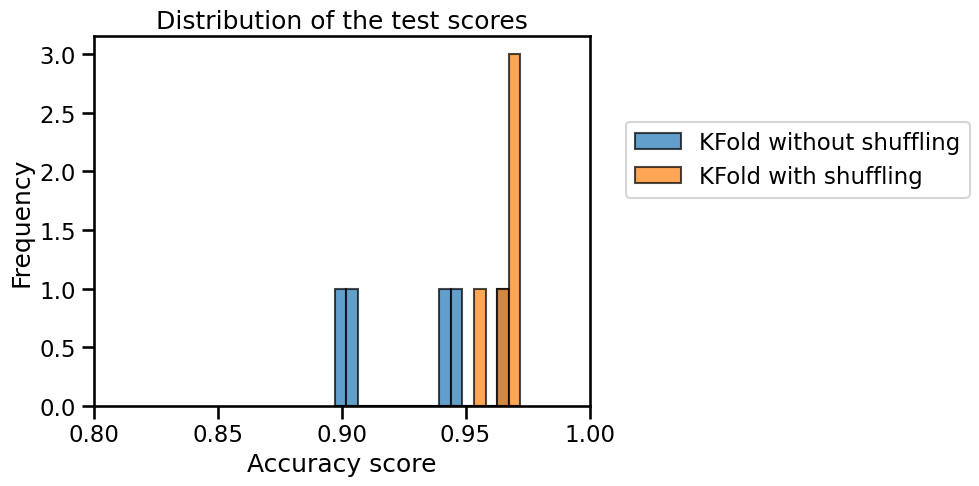 Distribution of the test scores
3.0
2.5
2.0
1.5
1.0
0.5
0.0
Frequency
0.80 0.85 0.90 0.95 1.00
Accuracy score
KFold without shuffling
KFold with shuffling